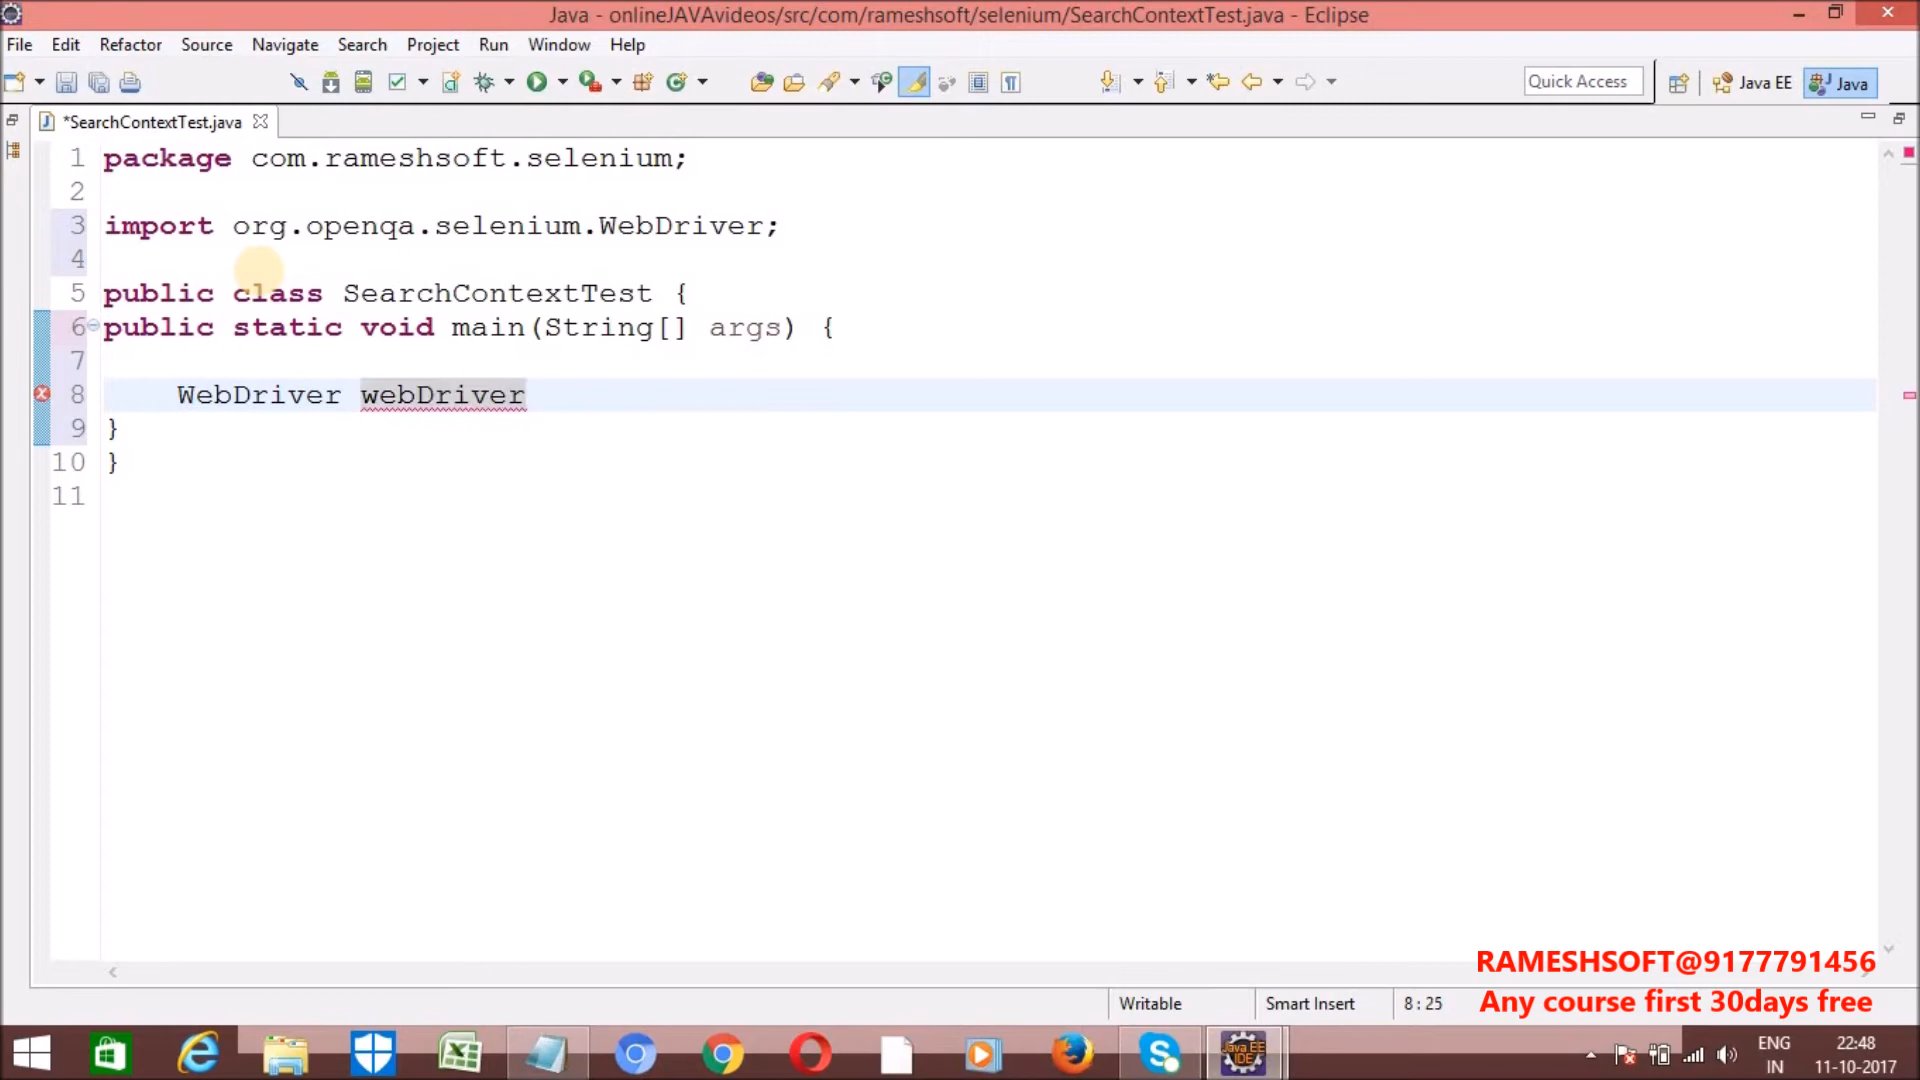 Java - onlineJAVAvideos/src/com/rameshsoft/selenium/SearchContextTest.java - Eclipse
File Edit Refactor Source Navigate Search Project Run Window Help
Quick Access
Java EE
Java
*SearchContextTest.java
1 package com.rameshsoft.selenium;
2
3 import org.openqa.selenium.WebDriver;
4
5 public class SearchContextTest {
6 public static void main(String[] args) {
7
8 WebDriver webDriver
9 }
10 }
11
RAMESHSOFT@9177791456
Any course first 30days free
Writable Smart Insert 8 : 25
Java EE IDE
ENG 22:48
IN 11-10-2017